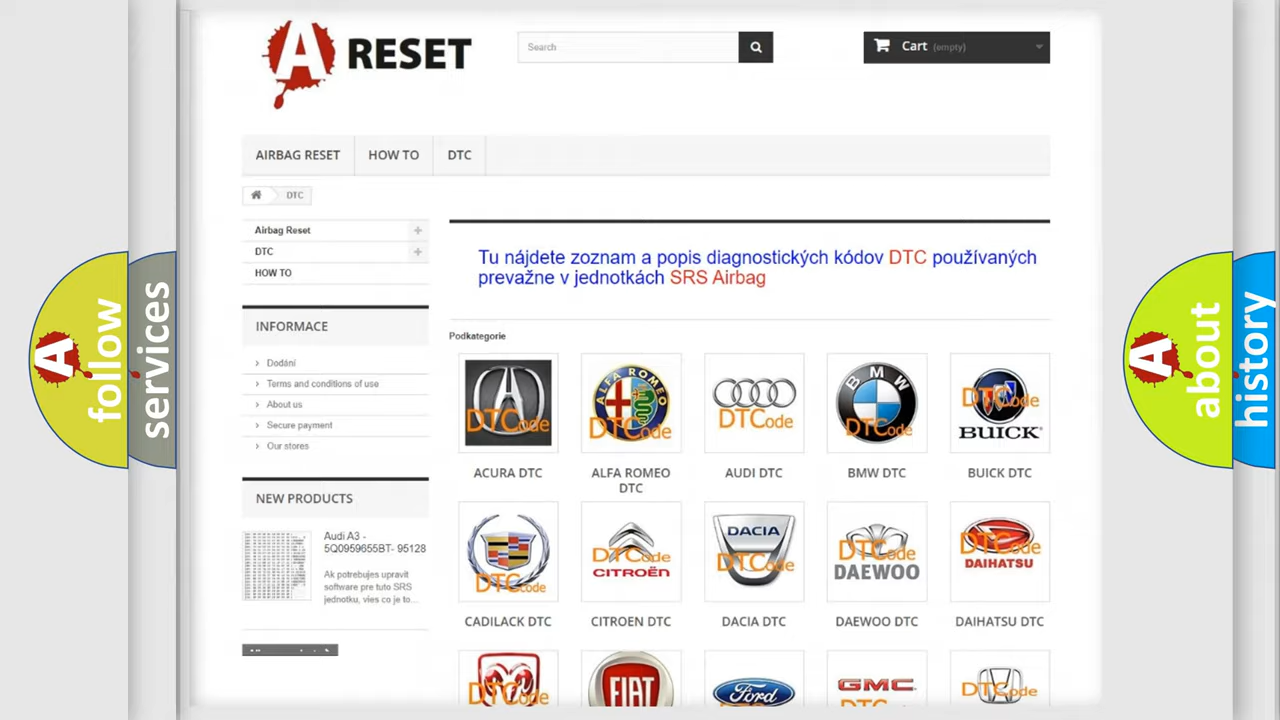 A RESET
Search
Cart (empty)
AIRBAG RESET
HOW TO
DTC
DTC
Airbag Reset
DTC
HOW TO
INFORMACE
Dodání
Terms and conditions of use
About us
Secure payment
Our stores
NEW PRODUCTS
Audi A3 -
5Q0959655BT- 95128
Ak potrebujes upravit
software pre tuto SRS
jednotku, vies co je to...
Tu nájdete zoznam a popis diagnostických kódov DTC používaných
prevažne v jednotkách SRS Airbag
Podkategorie
DTCode
ALFA ROMEO
DTCode
DTCode
BMW
DTCode
DTCode
BUICK
ACURA DTC
ALFA ROMEO
DTC
AUDI DTC
BMW DTC
BUICK DTC
DTCode
DTCode
CITROËN
DACIA
DTCode
DTCode
DAEWOO
DTCode
DAIHATSU
CADILACK DTC
CITROEN DTC
DACIA DTC
DAEWOO DTC
DAIHATSU DTC
DTCode
FIAT
Ford
GMC
DTCode
A follow
services
A about
history